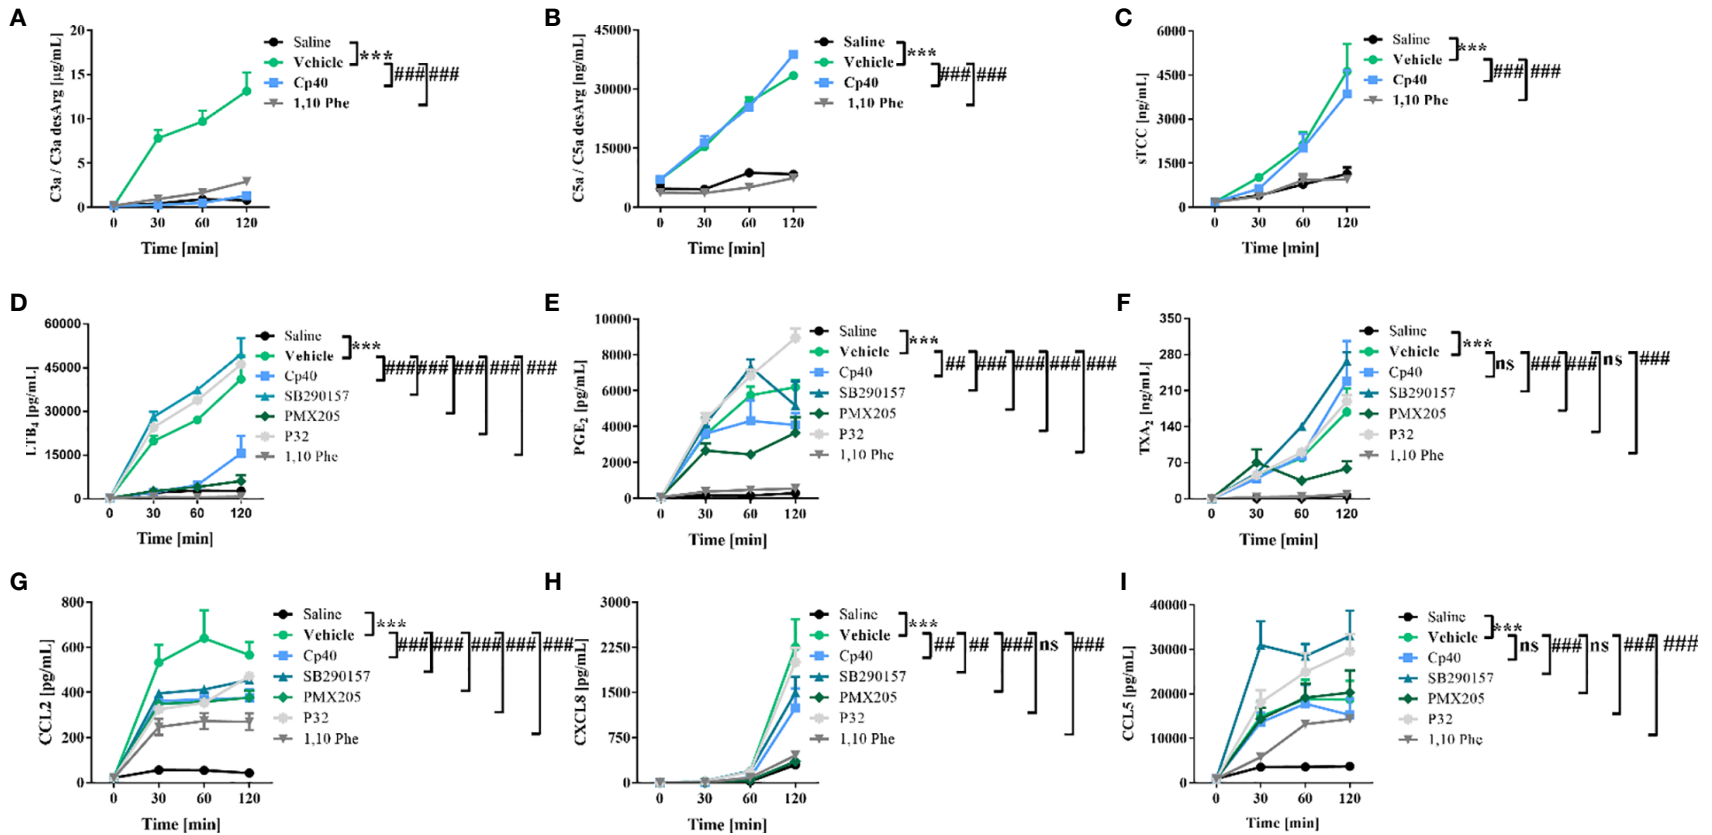 A
C3a / C3a desArg [µg/mL]
20
15
10
5
0
0 30 60 120
Time [min]
Saline
Vehicle
Cp40
1,10 Phe
***
### ###
B
C5a / C5a desArg [ng/mL]
45000
30000
15000
0
0 30 60 120
Time [min]
Saline
Vehicle
Cp40
1,10 Phe
***
### ###
C
sTCC [ng/mL]
6000
4500
3000
1500
0
0 30 60 120
Time [min]
Saline
Vehicle
Cp40
1,10 Phe
***
### ###
D
LTB4 [pg/mL]
60000
45000
30000
15000
0
0 30 60 120
Time [min]
Saline
Vehicle
Cp40
SB290157
PMX205
P32
1,10 Phe
***
### ### ### ### ###
E
PGE2 [pg/mL]
10000
8000
6000
4000
2000
0
0 30 60 120
Time [min]
Saline
Vehicle
Cp40
SB290157
PMX205
P32
1,10 Phe
***
## ### ### ### ###
F
TXA2 [ng/mL]
350
280
210
140
70
0
0 30 60 120
Time [min]
Saline
Vehicle
Cp40
SB290157
PMX205
P32
1,10 Phe
***
ns ### ### ns ###
G
CCL2 [pg/mL]
800
600
400
200
0
0 30 60 120
Time [min]
Saline
Vehicle
Cp40
SB290157
PMX205
P32
1,10 Phe
***
### ### ### ### ###
H
CXCL8 [pg/mL]
3000
2250
1500
750
0
0 30 60 120
Time [min]
Saline
Vehicle
Cp40
SB290157
PMX205
P32
1,10 Phe
***
## ## ### ns ###
I
CCL5 [pg/mL]
40000
30000
20000
10000
0
0 30 60 120
Time [min]
Saline
Vehicle
Cp40
SB290157
PMX205
P32
1,10 Phe
***
ns ### ns ### ###